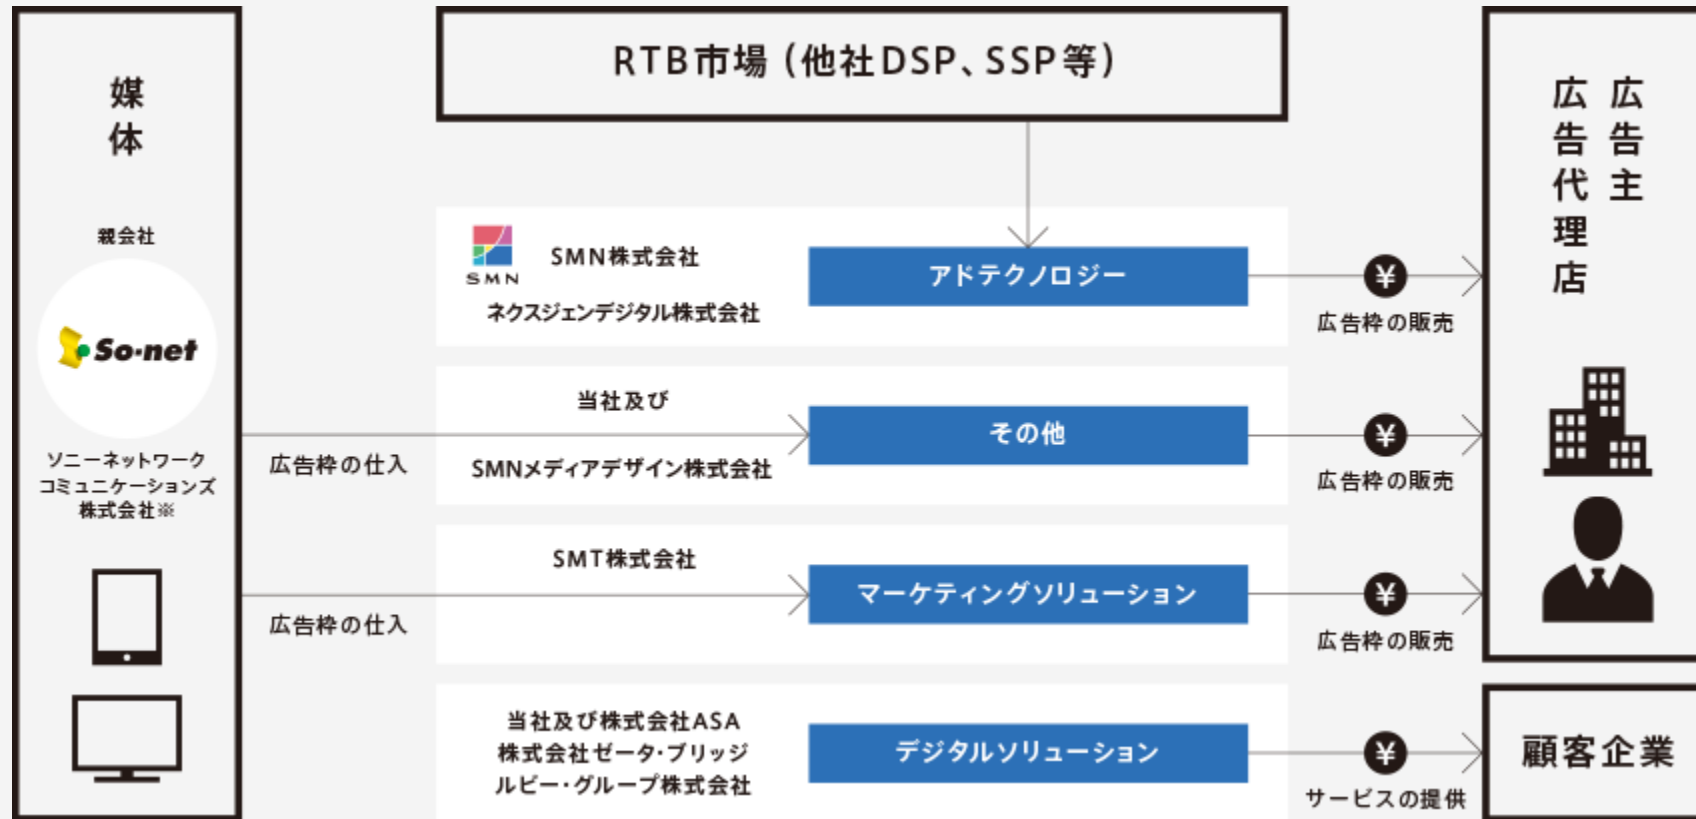 媒体
親会社
So-net
ソニーネットワーク
コミュニケーションズ
株式会社※
RTB市場（他社DSP、SSP等）
SMN
SMN株式会社
ネクスジェンデジタル株式会社
アドテクノロジー
¥
広告枠の販売
広告枠の仕入
当社及び
SMNメディアデザイン株式会社
その他
¥
広告枠の販売
広告枠の仕入
SMT株式会社
マーケティングソリューション
¥
広告枠の販売
当社及び株式会社ASA
株式会社ゼータ・ブリッジ
ルビー・グループ株式会社
デジタルソリューション
¥
サービスの提供
広告主
広告代理店
顧客企業